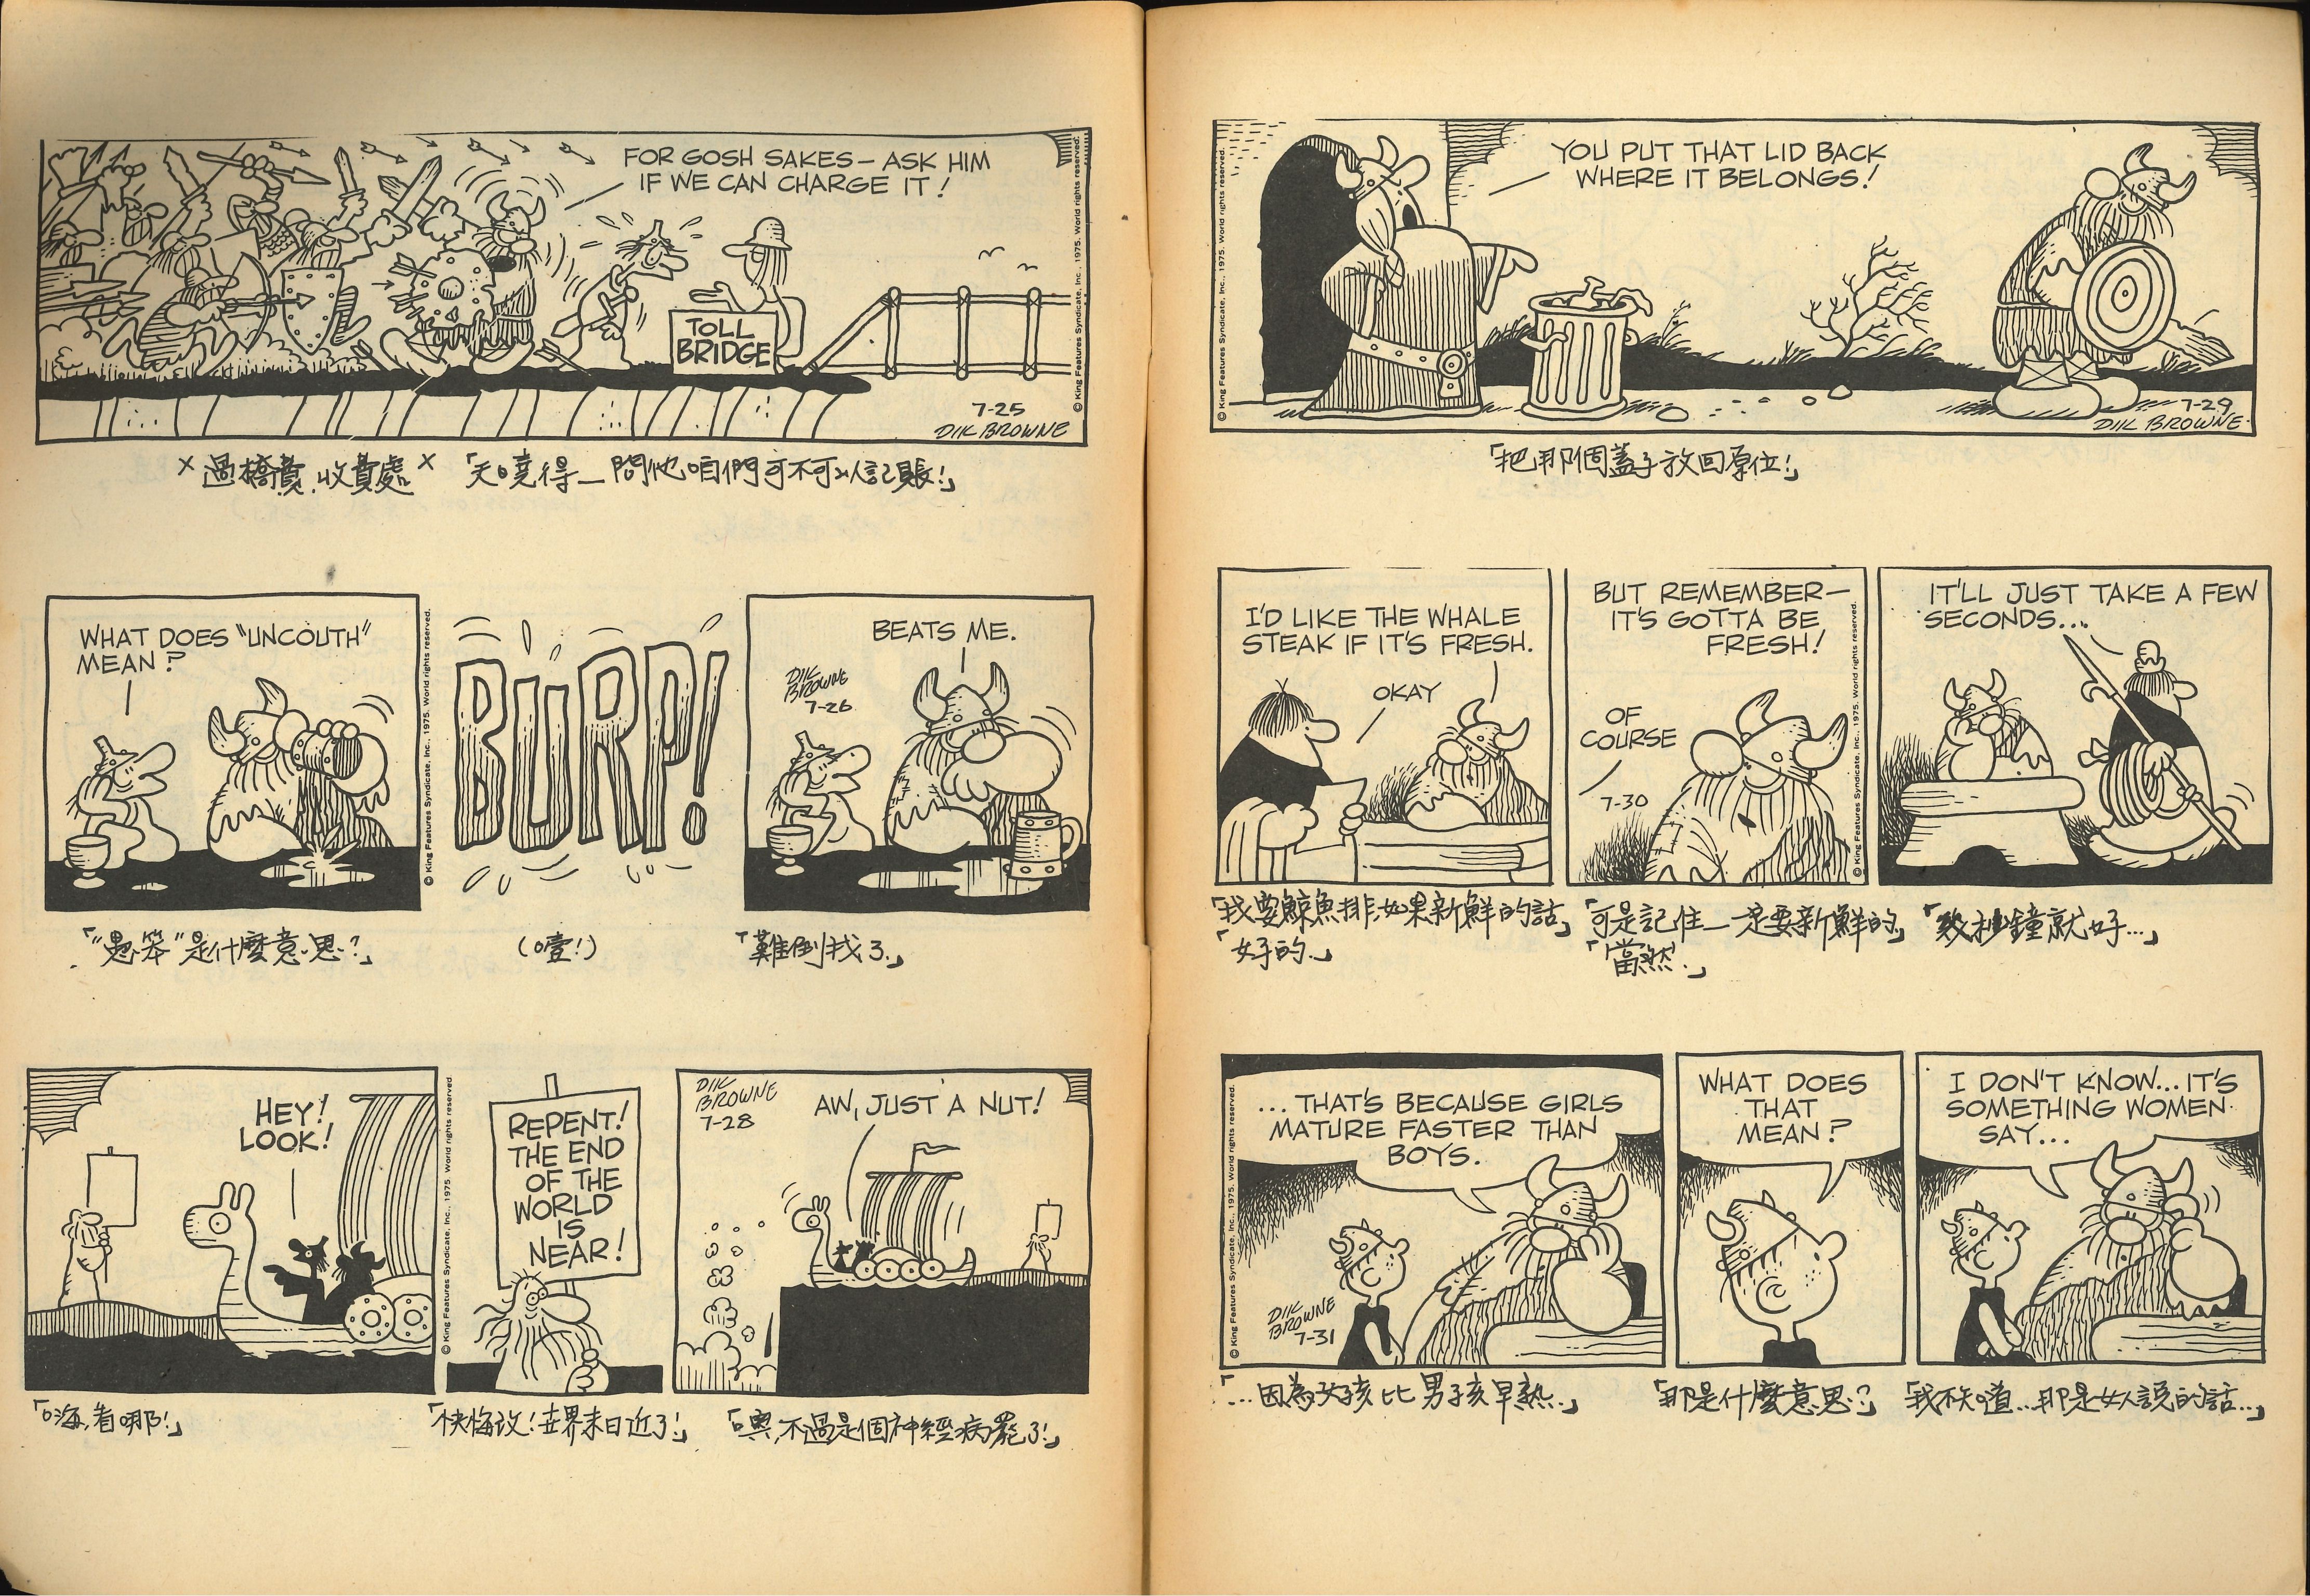 FOR GOSH SAKES — ASK HIM
IF WE CAN CHARGE IT!
TOLL
BRIDGE
7-25
DIK BROWNE
© King Features Syndicate, Inc., 1975. World rights reserved.
×過橋費收費處× 「天曉得—問他咱們可不可以記賬!」
WHAT DOES "UNCOUTH"
MEAN?
© King Features Syndicate, Inc., 1975. World rights reserved.
BURP!
BEATS ME.
DIK
BROWNE
7-26
「"愚笨"是什麼意思?」
(噎!)
「難倒我了.」
HEY!
LOOK!
© King Features Syndicate, Inc., 1975. World rights reserved.
REPENT!
THE END
OF THE
WORLD
IS
NEAR!
DIK
BROWNE
7-28
AW, JUST A NUT!
「嗨,看哪!」
「快悔改!世界末日近了!」
「噢,不過是個神經病罷了!」
© King Features Syndicate, Inc., 1975. World rights reserved.
YOU PUT THAT LID BACK
WHERE IT BELONGS!
7-29
DIK BROWNE
「把那個蓋子放回原位!」
I'D LIKE THE WHALE
STEAK IF IT'S FRESH.
OKAY
BUT REMEMBER—
IT'S GOTTA BE
FRESH!
OF
COURSE
7-30
© King Features Syndicate, Inc., 1975. World rights reserved.
IT'LL JUST TAKE A FEW
SECONDS...
「我要鯨魚排,如果新鮮的話」
「好的.」
「可是記住—一定要新鮮的」
「當然.」
「幾秒鐘就好...」
© King Features Syndicate, Inc., 1975. World rights reserved.
...THAT'S BECAUSE GIRLS
MATURE FASTER THAN
BOYS.
DIK
BROWNE
7-31
WHAT DOES
THAT
MEAN?
I DON'T KNOW... IT'S
SOMETHING WOMEN
SAY...
「...因為女孩比男孩早熟.」
「那是什麼意思?」
「我不知道...那是女人說的話...」